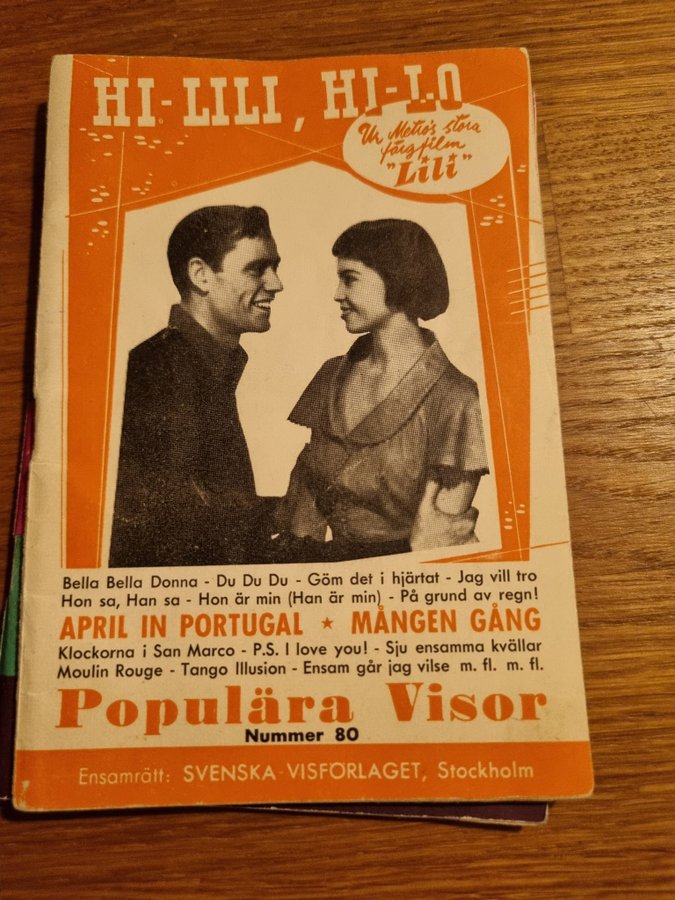 HI-LILI, HI-LO
Ur Metro's stora
färgfilm
"Lili"
Bella Bella Donna - Du Du Du - Göm det i hjärtat - Jag vill tro
Hon sa, Han sa - Hon är min (Han är min) - På grund av regn!
APRIL IN PORTUGAL ★ MÅNGEN GÅNG
Klockorna i San Marco - P.S. I love you! - Sju ensamma kvällar
Moulin Rouge - Tango Illusion - Ensam går jag vilse m. fl. m. fl.
Populära Visor
Nummer 80
Ensamrätt: SVENSKA VISFÖRLAGET, Stockholm